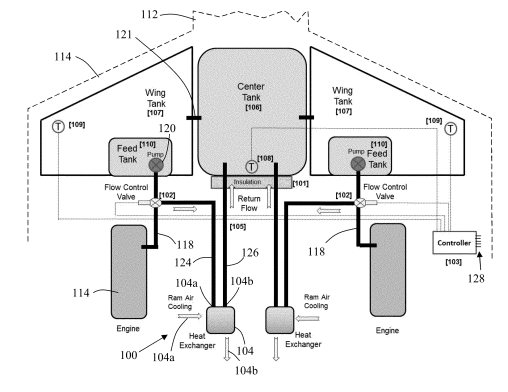 112
114
121
Center
Tank
[106]
Wing
Tank
[107]
Wing
Tank
[107]
T [109]
[109]
T
[110]
120
Feed
Tank
Pump
[108]
T
[110]
Pump
Feed
Tank
Insulation
[101]
[102]
Flow Control
Valve
Return
Flow
[102]
Flow Control
Valve
[105]
118
124
126
118
Controller
[103]
128
114
104a
104b
Ram Air
Cooling
Ram Air
Cooling
Engine
100
104a
Heat
Exchanger
104
104b
Heat
Exchanger
Engine